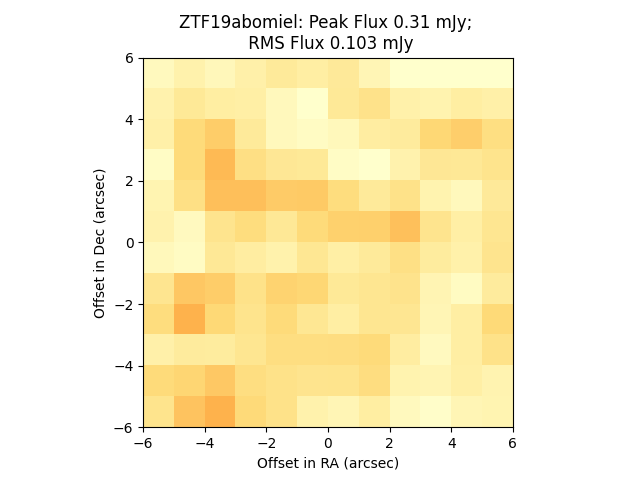 ZTF19abomiel: Peak Flux 0.31 mJy;
RMS Flux 0.103 mJy
6
4
2
0
−2
−4
−6
Offset in Dec (arcsec)
−6 −4 −2 0 2 4 6
Offset in RA (arcsec)